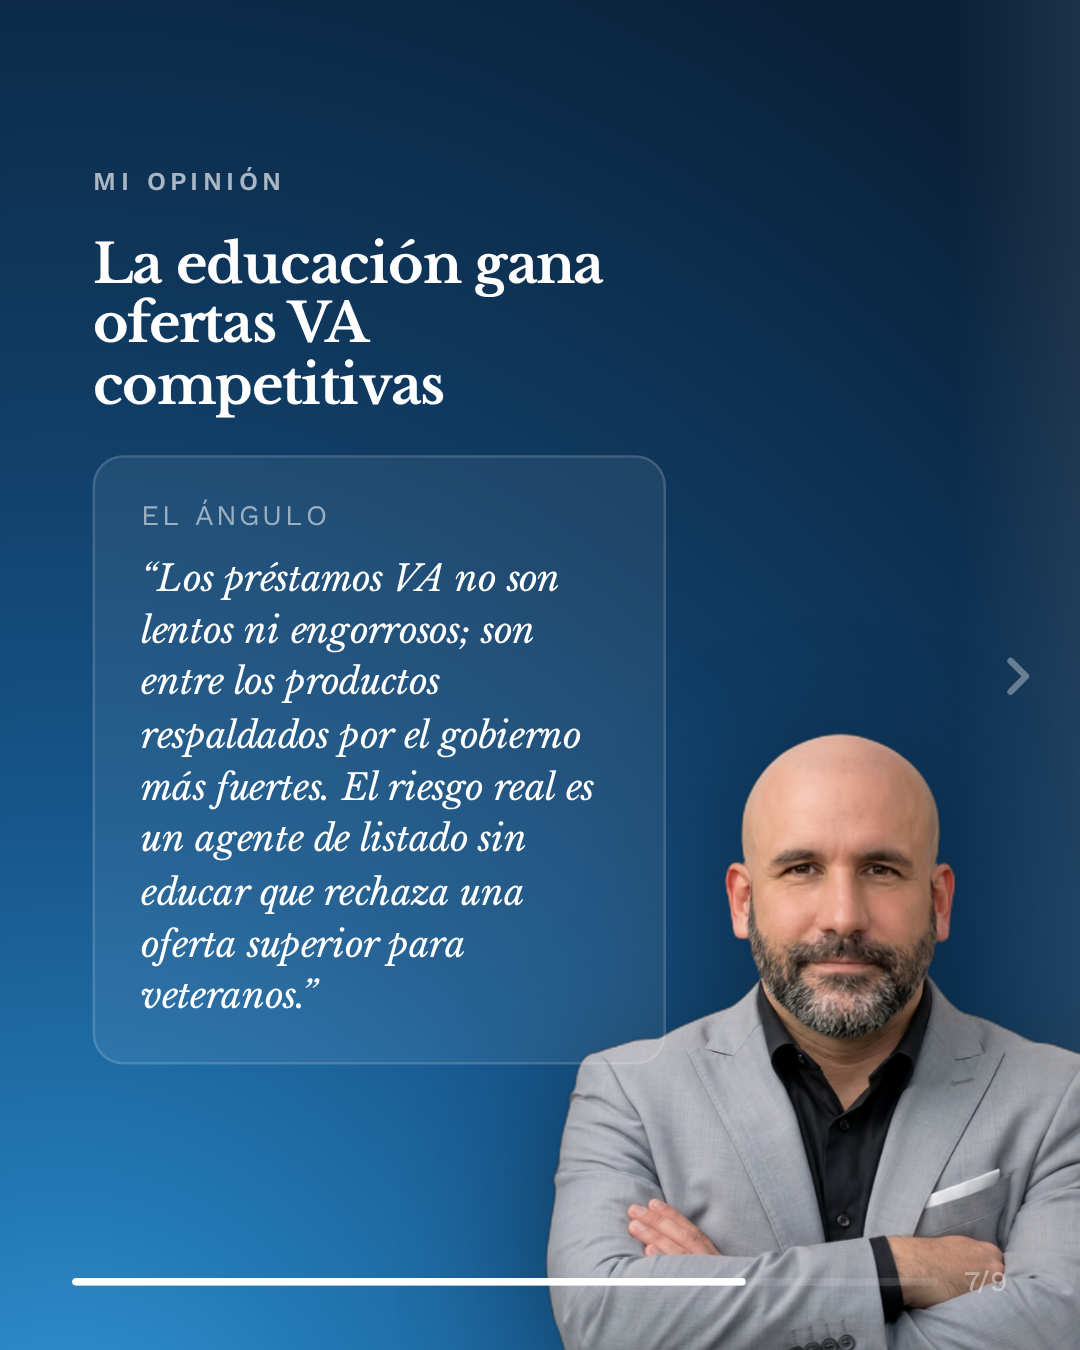 MI OPINIÓN
La educación gana
ofertas VA
competitivas
EL ÁNGULO
“Los préstamos VA no son
lentos ni engorrosos; son
entre los productos
respaldados por el gobierno
más fuertes. El riesgo real es
un agente de listado sin
educar que rechaza una
oferta superior para
veteranos.”
7/9